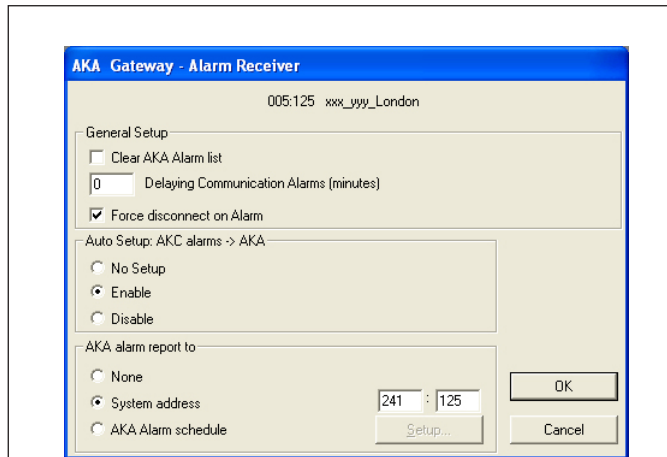 AKA Gateway - Alarm Receiver
005:125 xxx_yyy_London
General Setup
Clear AKA Alarm list
0 Delaying Communication Alarms (minutes)
Force disconnect on Alarm
Auto Setup: AKC alarms -> AKA
No Setup
Enable
Disable
AKA alarm report to
None
System address 241 : 125
AKA Alarm schedule Setup...
OK
Cancel